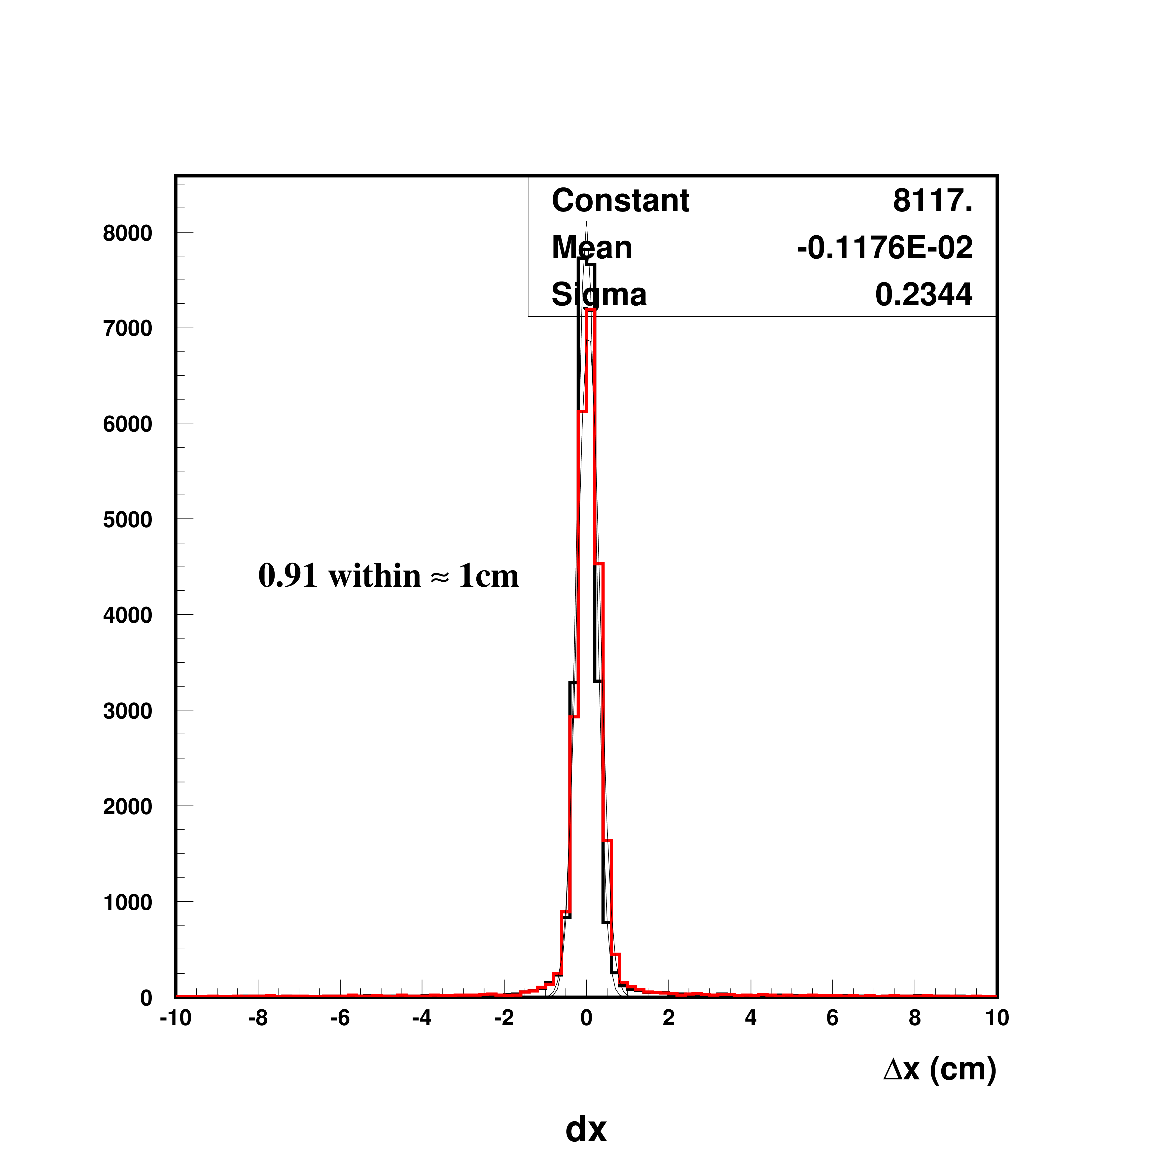 Constant 8117.
Mean -0.1176E-02
Sigma 0.2344
8000
7000
6000
5000
0.91 within ≈ 1cm
4000
3000
2000
1000
0
-10 -8 -6 -4 -2 0 2 4 6 8 10
Δx (cm)
dx